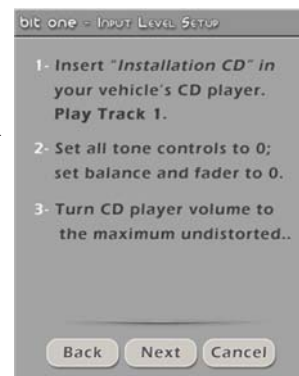 bit one - Input Level Setup
1- Insert "Installation CD" in
your vehicle's CD player.
Play Track 1.
2- Set all tone controls to 0;
set balance and fader to 0.
3- Turn CD player volume to
the maximum undistorted..
Back Next Cancel